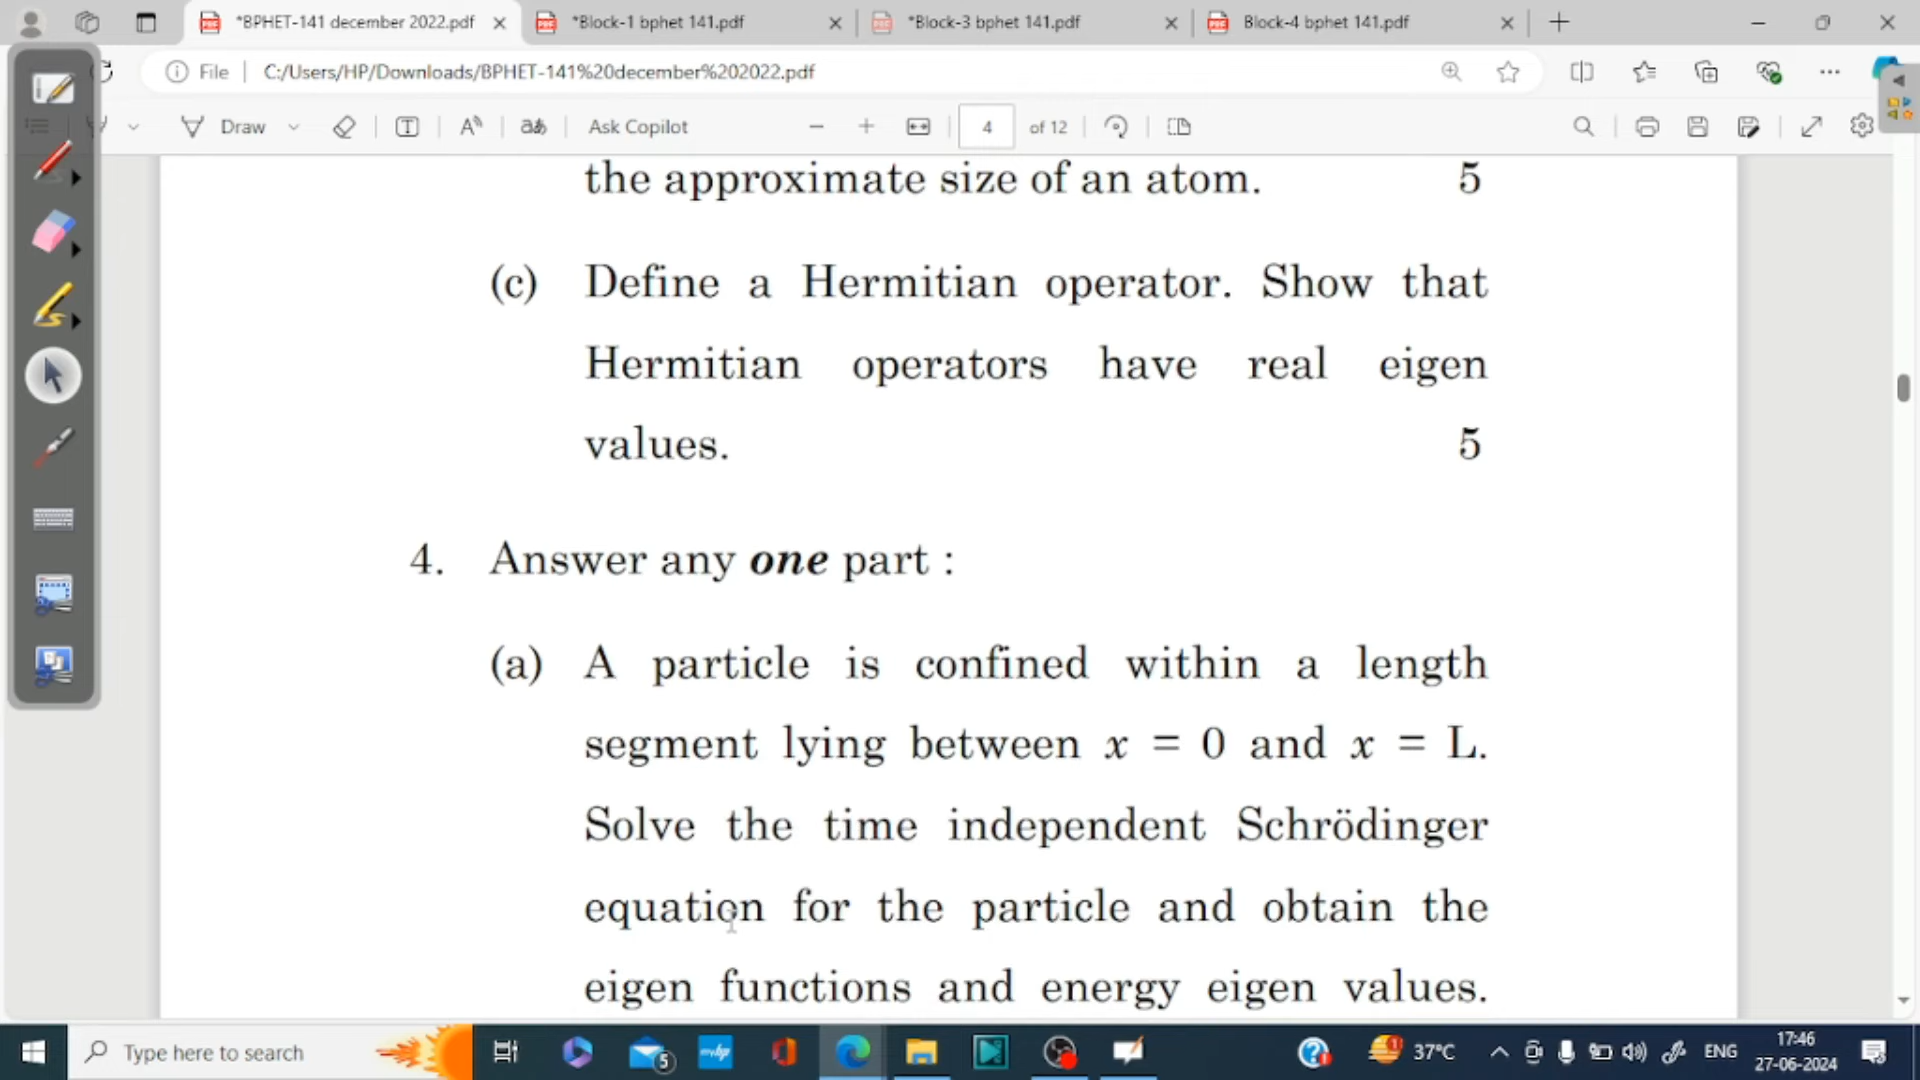 *BPHET-141 december 2022.pdf
*Block-1 bphet 141.pdf
*Block-3 bphet 141.pdf
Block-4 bphet 141.pdf
File
C:/Users/HP/Downloads/BPHET-141%20december%202022.pdf
Draw
Ask Copilot
4
of 12
the approximate size of an atom. 5
(c) Define a Hermitian operator. Show that
Hermitian operators have real eigen
values. 5
4. Answer any one part :
(a) A particle is confined within a length
segment lying between x = 0 and x = L.
Solve the time independent Schrödinger
equation for the particle and obtain the
eigen functions and energy eigen values.
Type here to search
5
37°C
ENG
17:46
27-06-2024